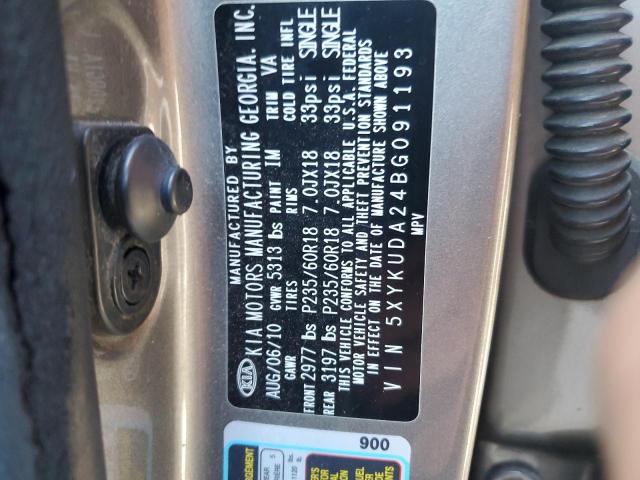 MANUFACTURED BY
KIA KIA MOTORS MANUFACTURING GEORGIA, INC.
AUG/06/10 GVWR 5313 lbs PAINT IM TRIM VA
GAWR TIRES RIMS COLD TIRE INFL
FRONT 2977 lbs P235/60R18 7.0JX18 33psi SINGLE
REAR 3197 lbs P235/60R18 7.0JX18 33psi SINGLE
THIS VEHICLE CONFORMS TO ALL APPLICABLE U.S.A. FEDERAL
MOTOR VEHICLE SAFETY AND THEFT PREVENTION STANDARDS
IN EFFECT ON THE DATE OF MANUFACTURE SHOWN ABOVE
VIN 5XYKUDA24BG091193
MPV
900